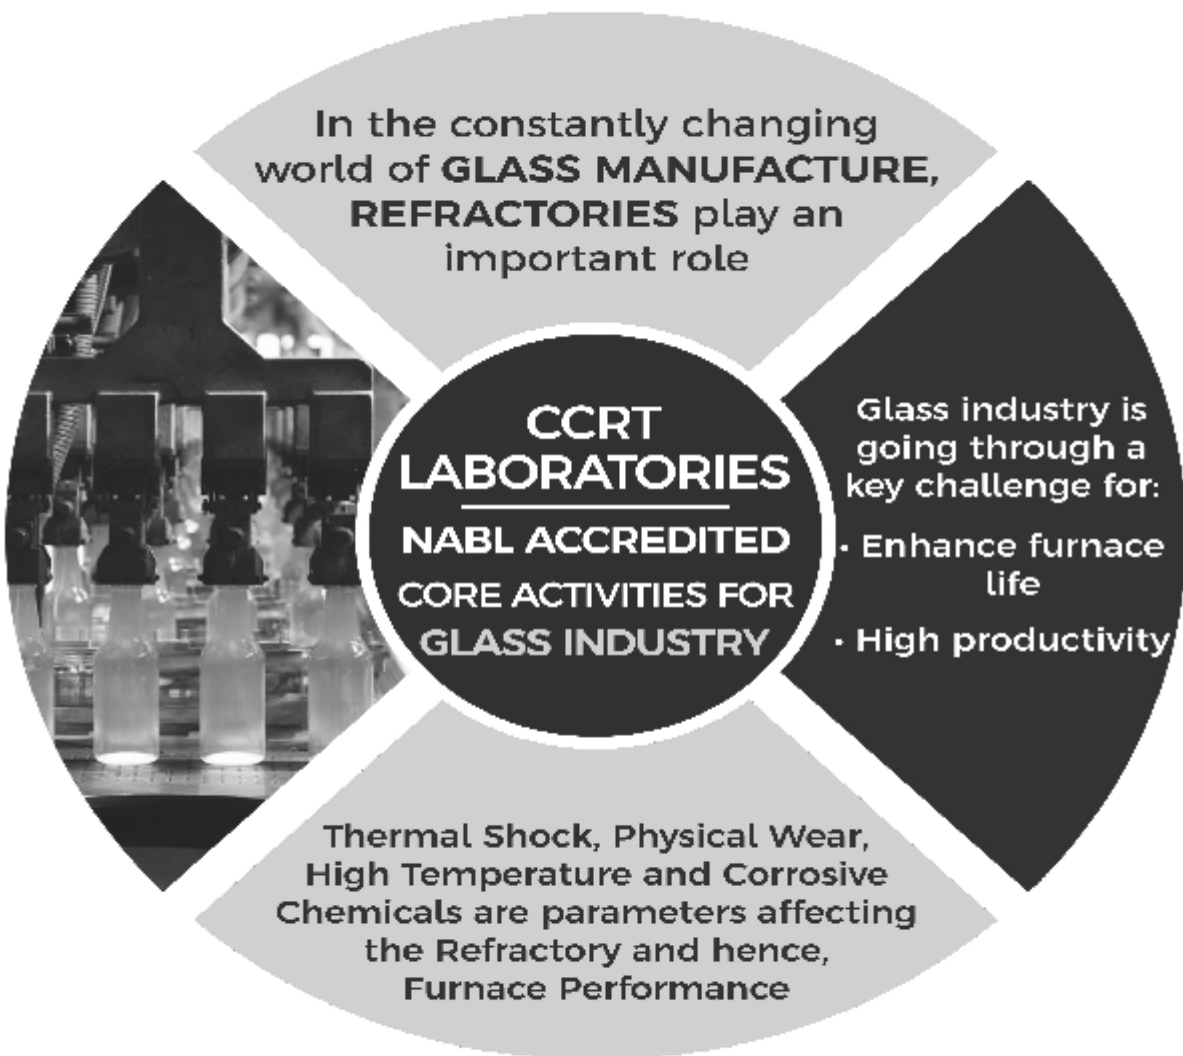 In the constantly changing
world of GLASS MANUFACTURE,
REFRACTORIES play an
important role
CCRT
LABORATORIES
NABL ACCREDITED
CORE ACTIVITIES FOR
GLASS INDUSTRY
Glass industry is
going through a
key challenge for:
· Enhance furnace
life
· High productivity
Thermal Shock, Physical Wear,
High Temperature and Corrosive
Chemicals are parameters affecting
the Refractory and hence,
Furnace Performance